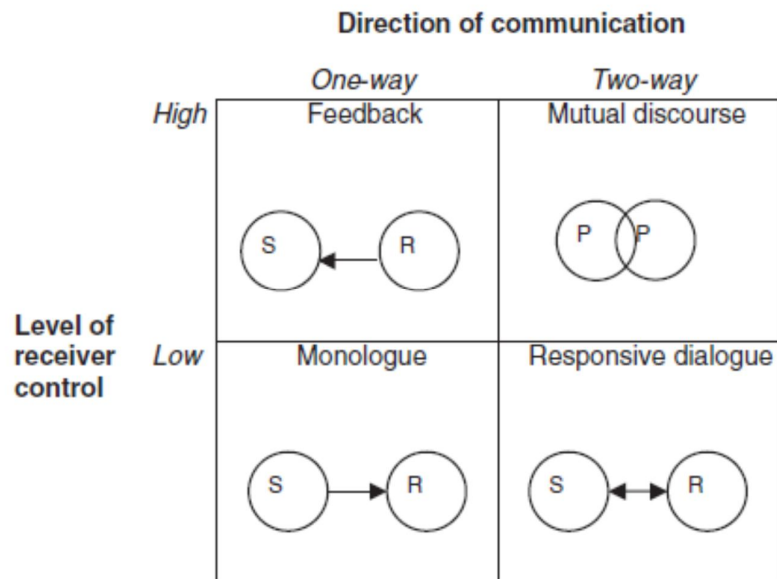 Direction of communication
One-way Two-way
High Feedback Mutual discourse
S R P P
Level of
receiver
control
Low Monologue Responsive dialogue
S R S R